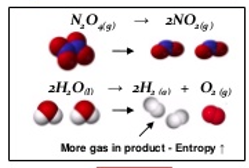 N₂O₄(g) → 2NO₂(g)
2H₂O(l) → 2H₂ (g) + O₂ (g)
More gas in product - Entropy ↑